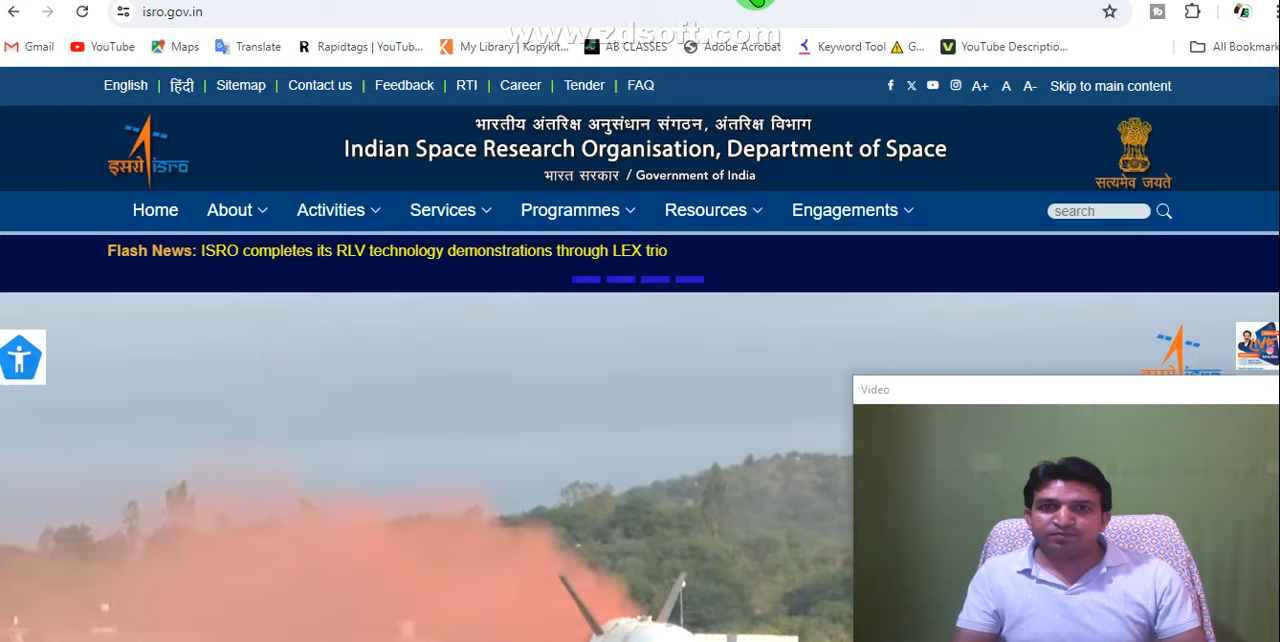 isro.gov.in
www.zdsoft.com
Gmail YouTube Maps Translate Rapidtags | YouTub... My Library | Kopykit... AB CLASSES Adobe Acrobat Keyword Tool ⚠ G... YouTube Descriptio... All Bookmark
English | हिंदी | Sitemap | Contact us | Feedback | RTI | Career | Tender | FAQ A+ A A- Skip to main content
भारतीय अंतरिक्ष अनुसंधान संगठन, अंतरिक्ष विभाग
Indian Space Research Organisation, Department of Space
भारत सरकार / Government of India
इसरो isro
सत्यमेव जयते
Home About Activities Services Programmes Resources Engagements search
Flash News: ISRO completes its RLV technology demonstrations through LEX trio
LIVE
इसरो isro
Video